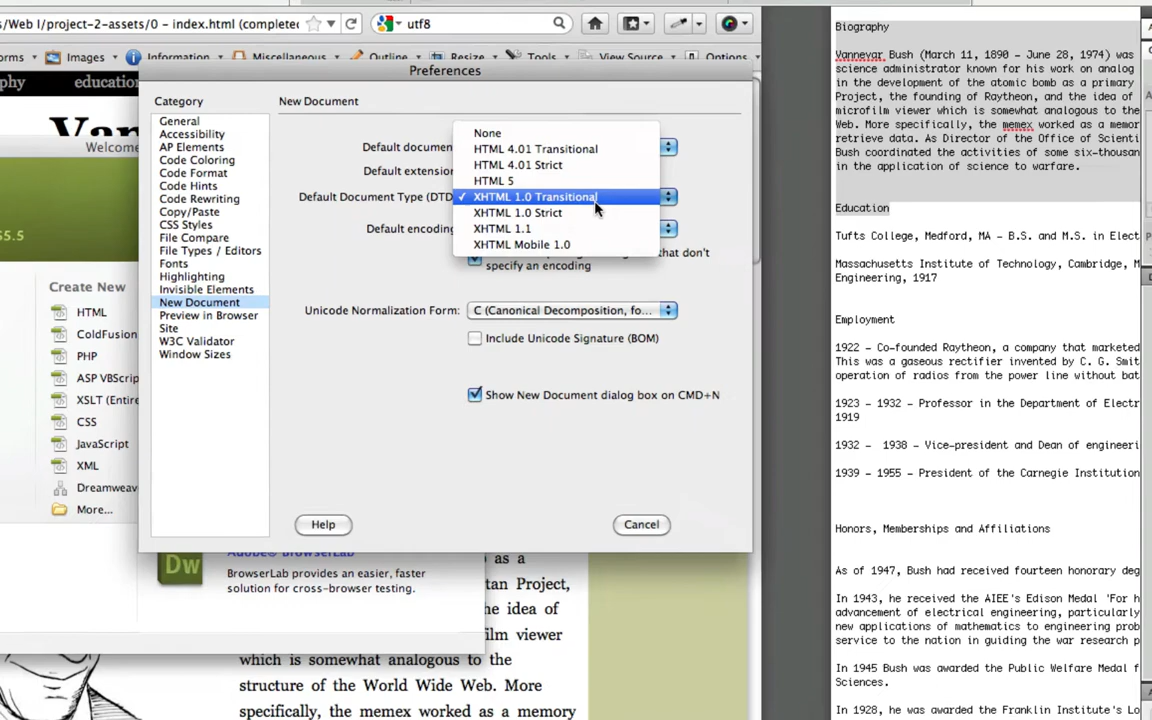 s/Web I/project-2-assets/0 – index.html (complete
utf8
orms
Images
Information
Miscellaneous
Outline
Resize
Tools
View Source
Options
phy
education
Van
Welcome
S5.5
Create New
HTML
ColdFusion
PHP
ASP VBScrip
XSLT (Entire
CSS
JavaScript
XML
Dreamweav
More...
Preferences
Category
General
Accessibility
AP Elements
Code Coloring
Code Format
Code Hints
Code Rewriting
Copy/Paste
CSS Styles
File Compare
File Types / Editors
Fonts
Highlighting
Invisible Elements
New Document
Preview in Browser
Site
W3C Validator
Window Sizes
New Document
Default documen
Default extension
Default Document Type (DTD
Default encoding
None
HTML 4.01 Transitional
HTML 4.01 Strict
HTML 5
✓ XHTML 1.0 Transitional
XHTML 1.0 Strict
XHTML 1.1
XHTML Mobile 1.0
that don't
specify an encoding
Unicode Normalization Form: C (Canonical Decomposition, fo...
Include Unicode Signature (BOM)
Show New Document dialog box on CMD+N
Help
Cancel
Dw
Adobe® BrowserLab
BrowserLab provides an easier, faster
solution for cross-browser testing.
as a
tan Project,
he idea of
film viewer
which is somewhat analogous to the
structure of the World Wide Web. More
specifically, the memex worked as a memory
Biography
Vannevar Bush (March 11, 1890 – June 28, 1974) was
science administrator known for his work on analog
in the development of the atomic bomb as a primary
Project, the founding of Raytheon, and the idea of
microfilm viewer which is somewhat analogous to the
Web. More specifically, the memex worked as a memor
retrieve data. As Director of the Office of Scienti
Bush coordinated the activities of some six-thousan
in the application of science to warfare.
Education
Tufts College, Medford, MA – B.S. and M.S. in Elect
Massachusetts Institute of Technology, Cambridge, M
Engineering, 1917
Employment
1922 – Co-founded Raytheon, a company that marketed
This was a gaseous rectifier invented by C. G. Smit
operation of radios from the power line without bat
1923 – 1932 – Professor in the Department of Electr
1919
1932 – 1938 – Vice-president and Dean of engineeri
1939 – 1955 – President of the Carnegie Institution
Honors, Memberships and Affiliations
As of 1947, Bush had received fourteen honorary deg
In 1943, he received the AIEE's Edison Medal 'For h
advancement of electrical engineering, particularly
new applications of mathematics to engineering prob
service to the nation in guiding the war research p
In 1945 Bush was awarded the Public Welfare Medal f
Sciences.
In 1928, he was awarded the Franklin Institute's Lo